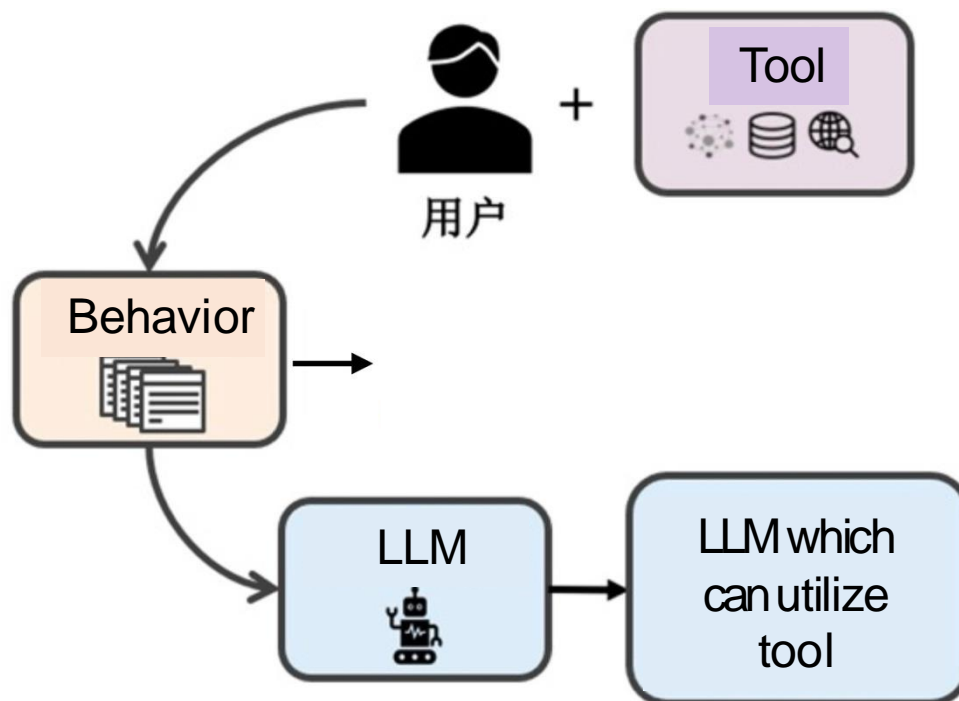 Tool
用户
Behavior
LLM
LLM which
can utilize
tool